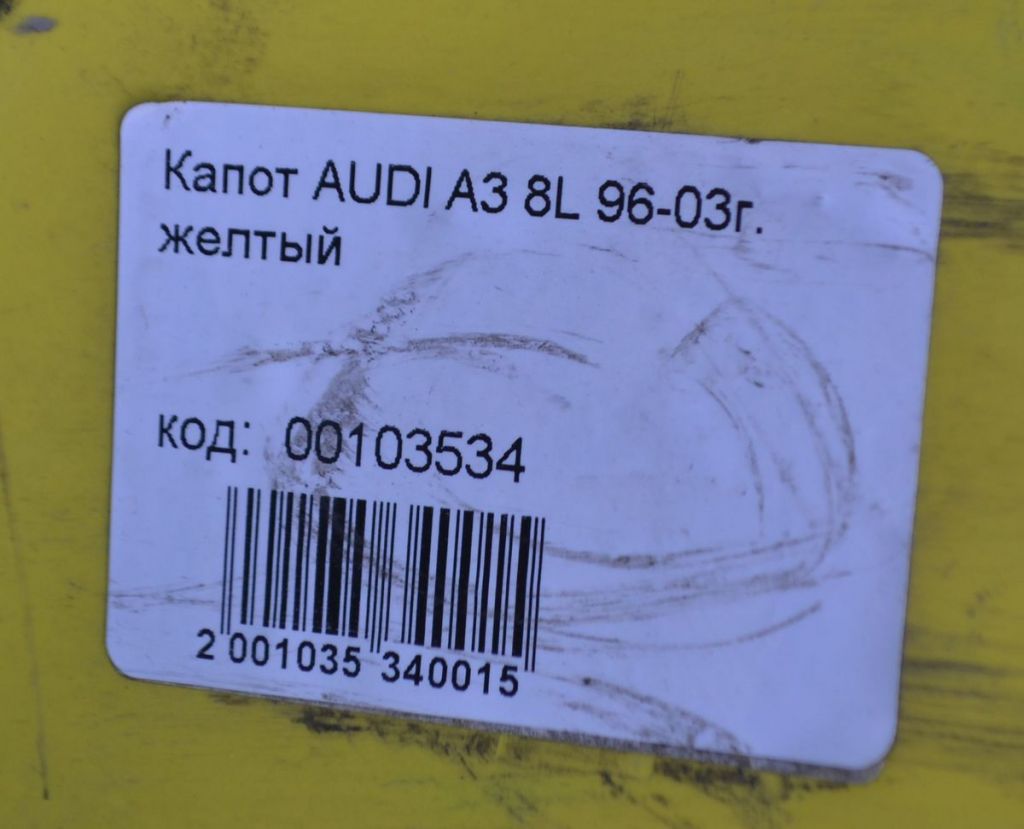 Капот AUDI A3 8L 96-03г.
желтый
код: 00103534
2 001035 340015